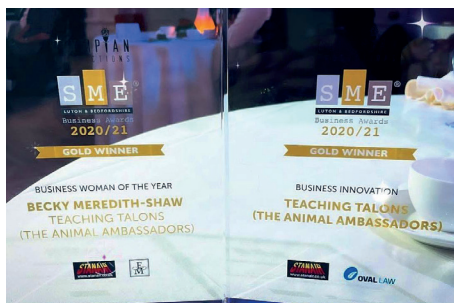 SME®
LUTON & BEDFORDSHIRE
Business Awards
2020/21
GOLD WINNER
BUSINESS WOMAN OF THE YEAR
BECKY MEREDITH-SHAW
TEACHING TALONS
(THE ANIMAL AMBASSADORS)
SME®
LUTON & BEDFORDSHIRE
Business Awards
2020/21
GOLD WINNER
BUSINESS INNOVATION
TEACHING TALONS
(THE ANIMAL AMBASSADORS)
OVAL LAW